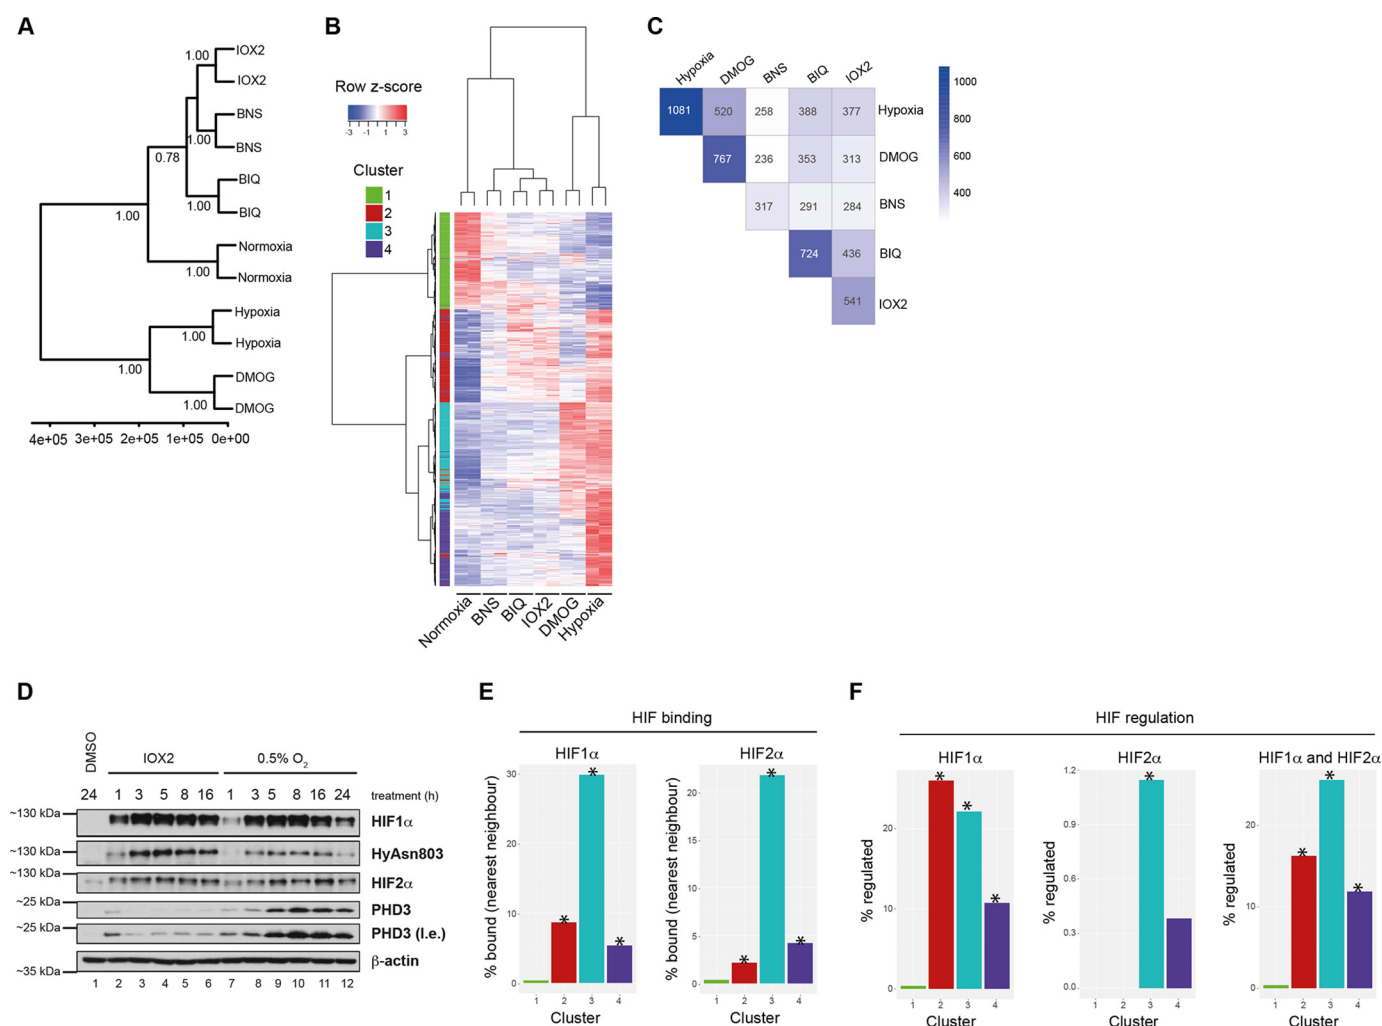 A
IOX2
1.00
IOX2
BNS
1.00
BNS
0.78
BIQ
1.00
BIQ
1.00
Normoxia
1.00
Normoxia
Hypoxia
1.00
Hypoxia
1.00
DMOG
1.00
DMOG
4e+05 3e+05 2e+05 1e+05 0e+00
B
Row z-score
-3 -1 1 3
Cluster
1
2
3
4
Normoxia BNS BIQ IOX2 DMOG Hypoxia
C
Hypoxia DMOG BNS BIQ IOX2
1081 520 258 388 377 Hypoxia
767 236 353 313 DMOG
317 291 284 BNS
724 436 BIQ
541 IOX2
1000
800
600
400
D
DMSO IOX2 0.5% O₂
24 1 3 5 8 16 1 3 5 8 16 24 treatment (h)
~130 kDa HIF1α
~130 kDa HyAsn803
~130 kDa HIF2α
~25 kDa PHD3
~25 kDa PHD3 (l.e.)
~35 kDa β-actin
1 2 3 4 5 6 7 8 9 10 11 12
E
HIF binding
HIF1α
% bound (nearest neighbour)
30
20
10
0
* * *
1 2 3 4
Cluster
HIF2α
% bound (nearest neighbour)
20
10
0
* * *
1 2 3 4
Cluster
F
HIF regulation
HIF1α
% regulated
20
10
0
* * *
1 2 3 4
Cluster
HIF2α
% regulated
1.2
0.9
0.6
0.3
0.0
*
1 2 3 4
Cluster
HIF1α and HIF2α
% regulated
20
10
0
* * *
1 2 3 4
Cluster